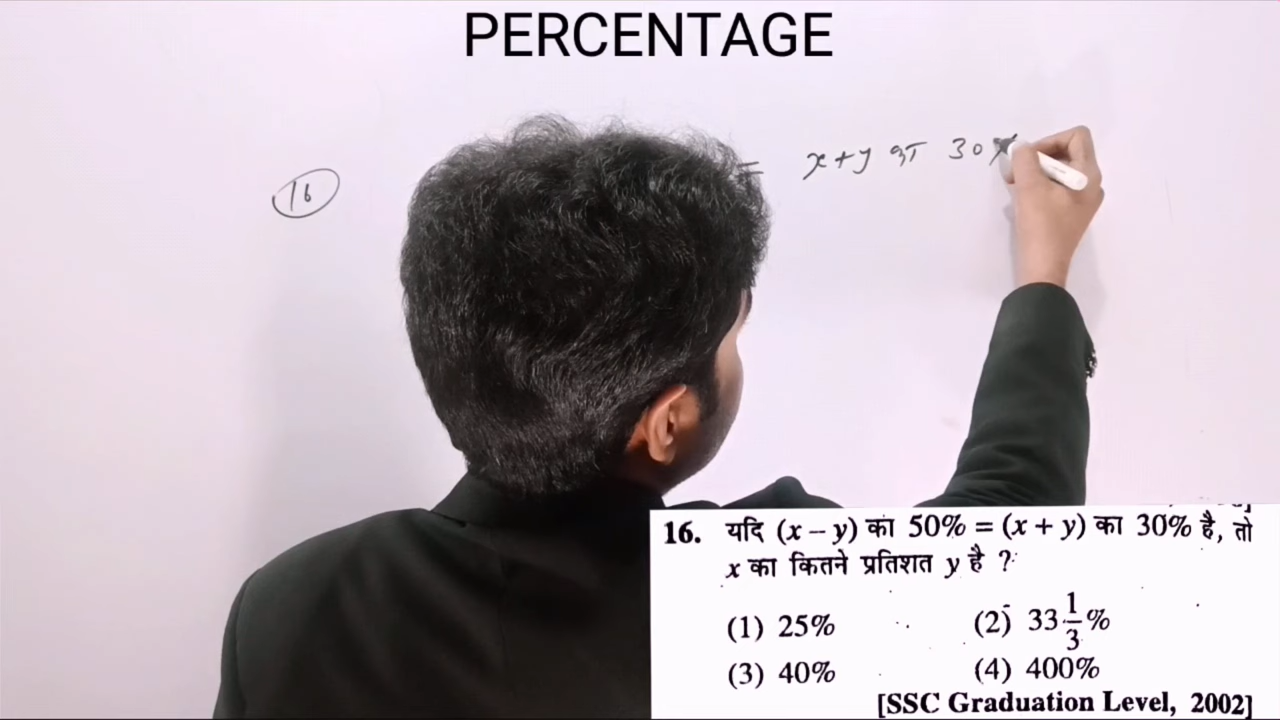 PERCENTAGE
16
= x+y का 30%
16. यदि (x – y) का 50% = (x + y) का 30% है, तो
x का कितने प्रतिशत y है ?
(1) 25% (2) 33 1/3 %
(3) 40% (4) 400%
[SSC Graduation Level, 2002]